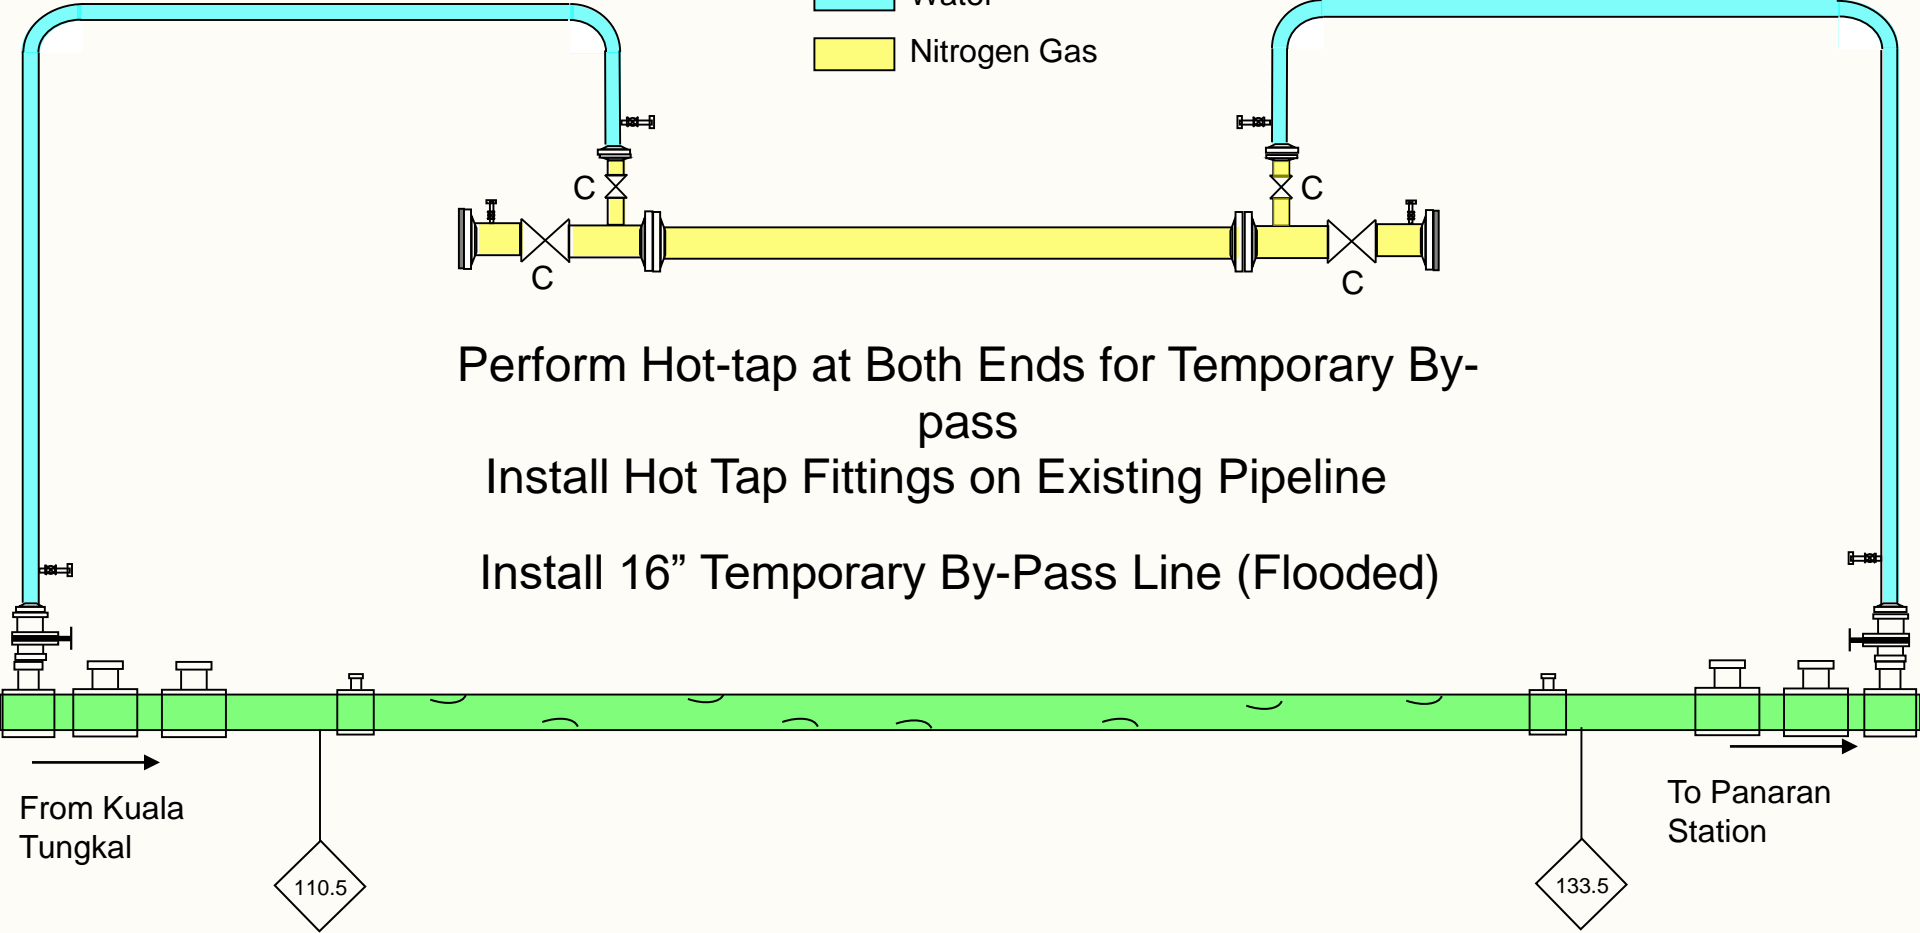 Water
Nitrogen Gas
C
C
C
C
Perform Hot-tap at Both Ends for Temporary By-
pass
Install Hot Tap Fittings on Existing Pipeline
Install 16” Temporary By-Pass Line (Flooded)
From Kuala
Tungkal
To Panaran
Station
110.5
133.5